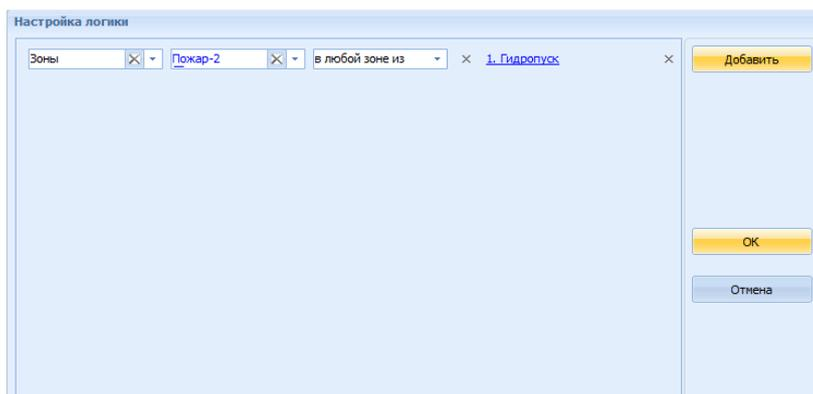 Настройка логики
Зоны Пожар-2 в любой зоне из 1. Гидропуск Добавить
ОК
Отмена